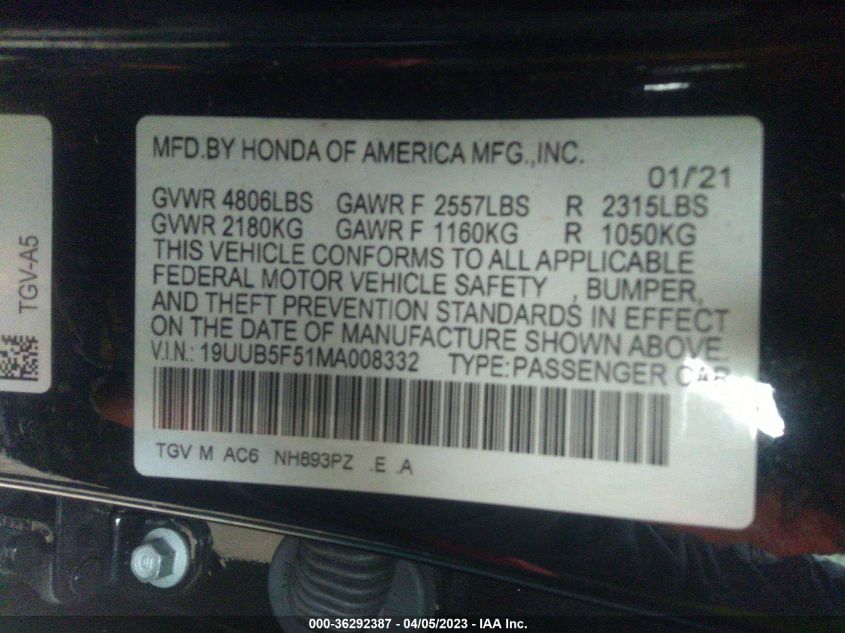 MFD.BY HONDA OF AMERICA MFG.,INC.
01/'21
GVWR 4806LBS GAWR F 2557LBS R 2315LBS
GVWR 2180KG GAWR F 1160KG R 1050KG
THIS VEHICLE CONFORMS TO ALL APPLICABLE
FEDERAL MOTOR VEHICLE SAFETY , BUMPER,
AND THEFT PREVENTION STANDARDS IN EFFECT
ON THE DATE OF MANUFACTURE SHOWN ABOVE.
V.I.N.: 19UUB5F51MA008332 TYPE:PASSENGER CAR
TGV M AC6 NH893PZ .E .A
TGV-A5
000-36292387 - 04/05/2023 - IAA Inc.